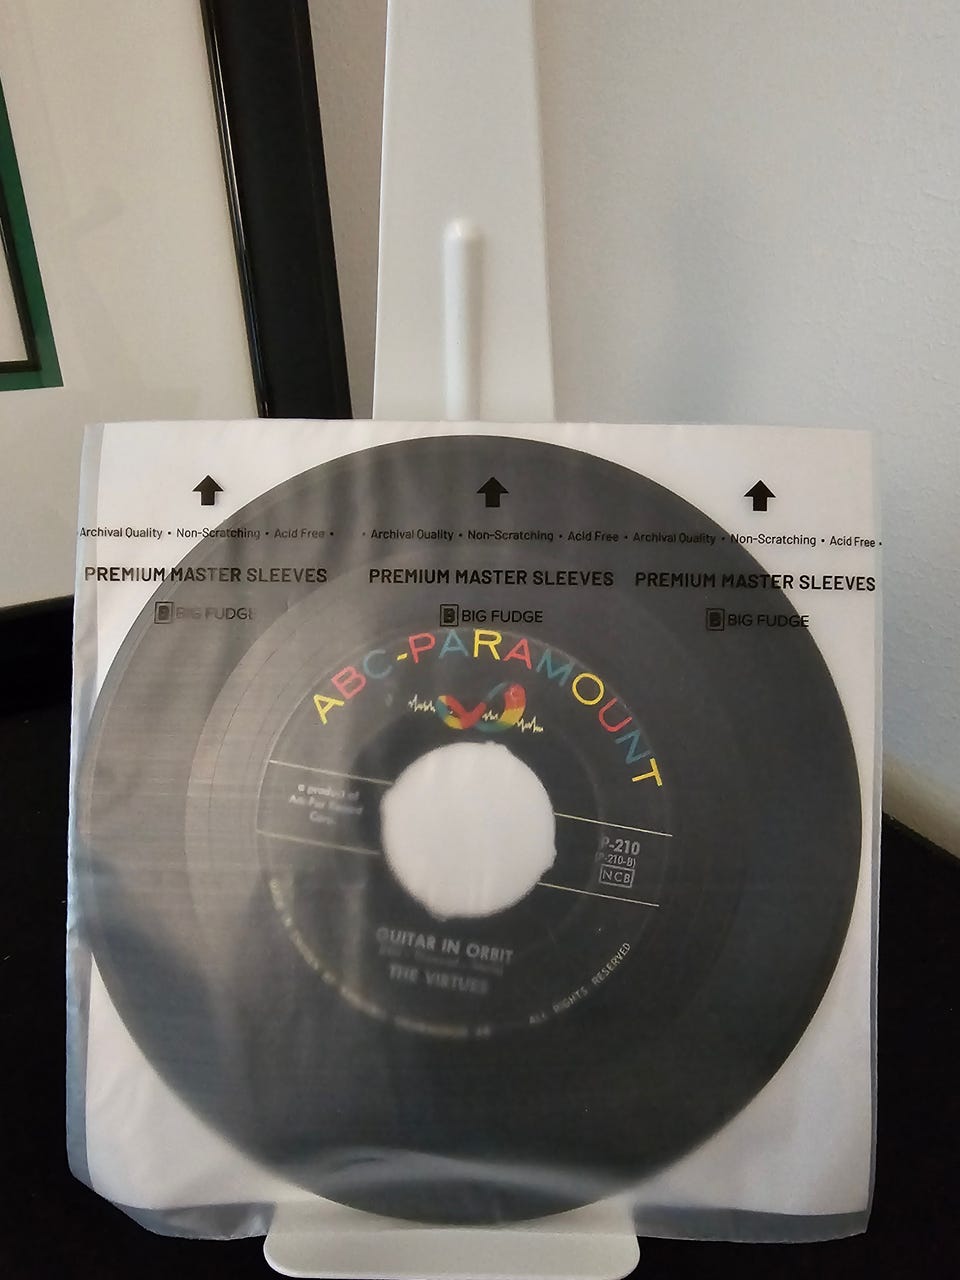 Archival Quality • Non-Scratching • Acid Free • • Archival Quality • Non-Scratching • Acid Free • Archival Quality • Non-Scratching • Acid Free •
PREMIUM MASTER SLEEVES PREMIUM MASTER SLEEVES PREMIUM MASTER SLEEVES
B BIG FUDGE B BIG FUDGE B BIG FUDGE
ABC-PARAMOUNT
a product of
Am-Par Record
Corp.
P-210
(P-210-B)
NCB
GUITAR IN ORBIT
THE VIRTUES
ALL RIGHTS RESERVED